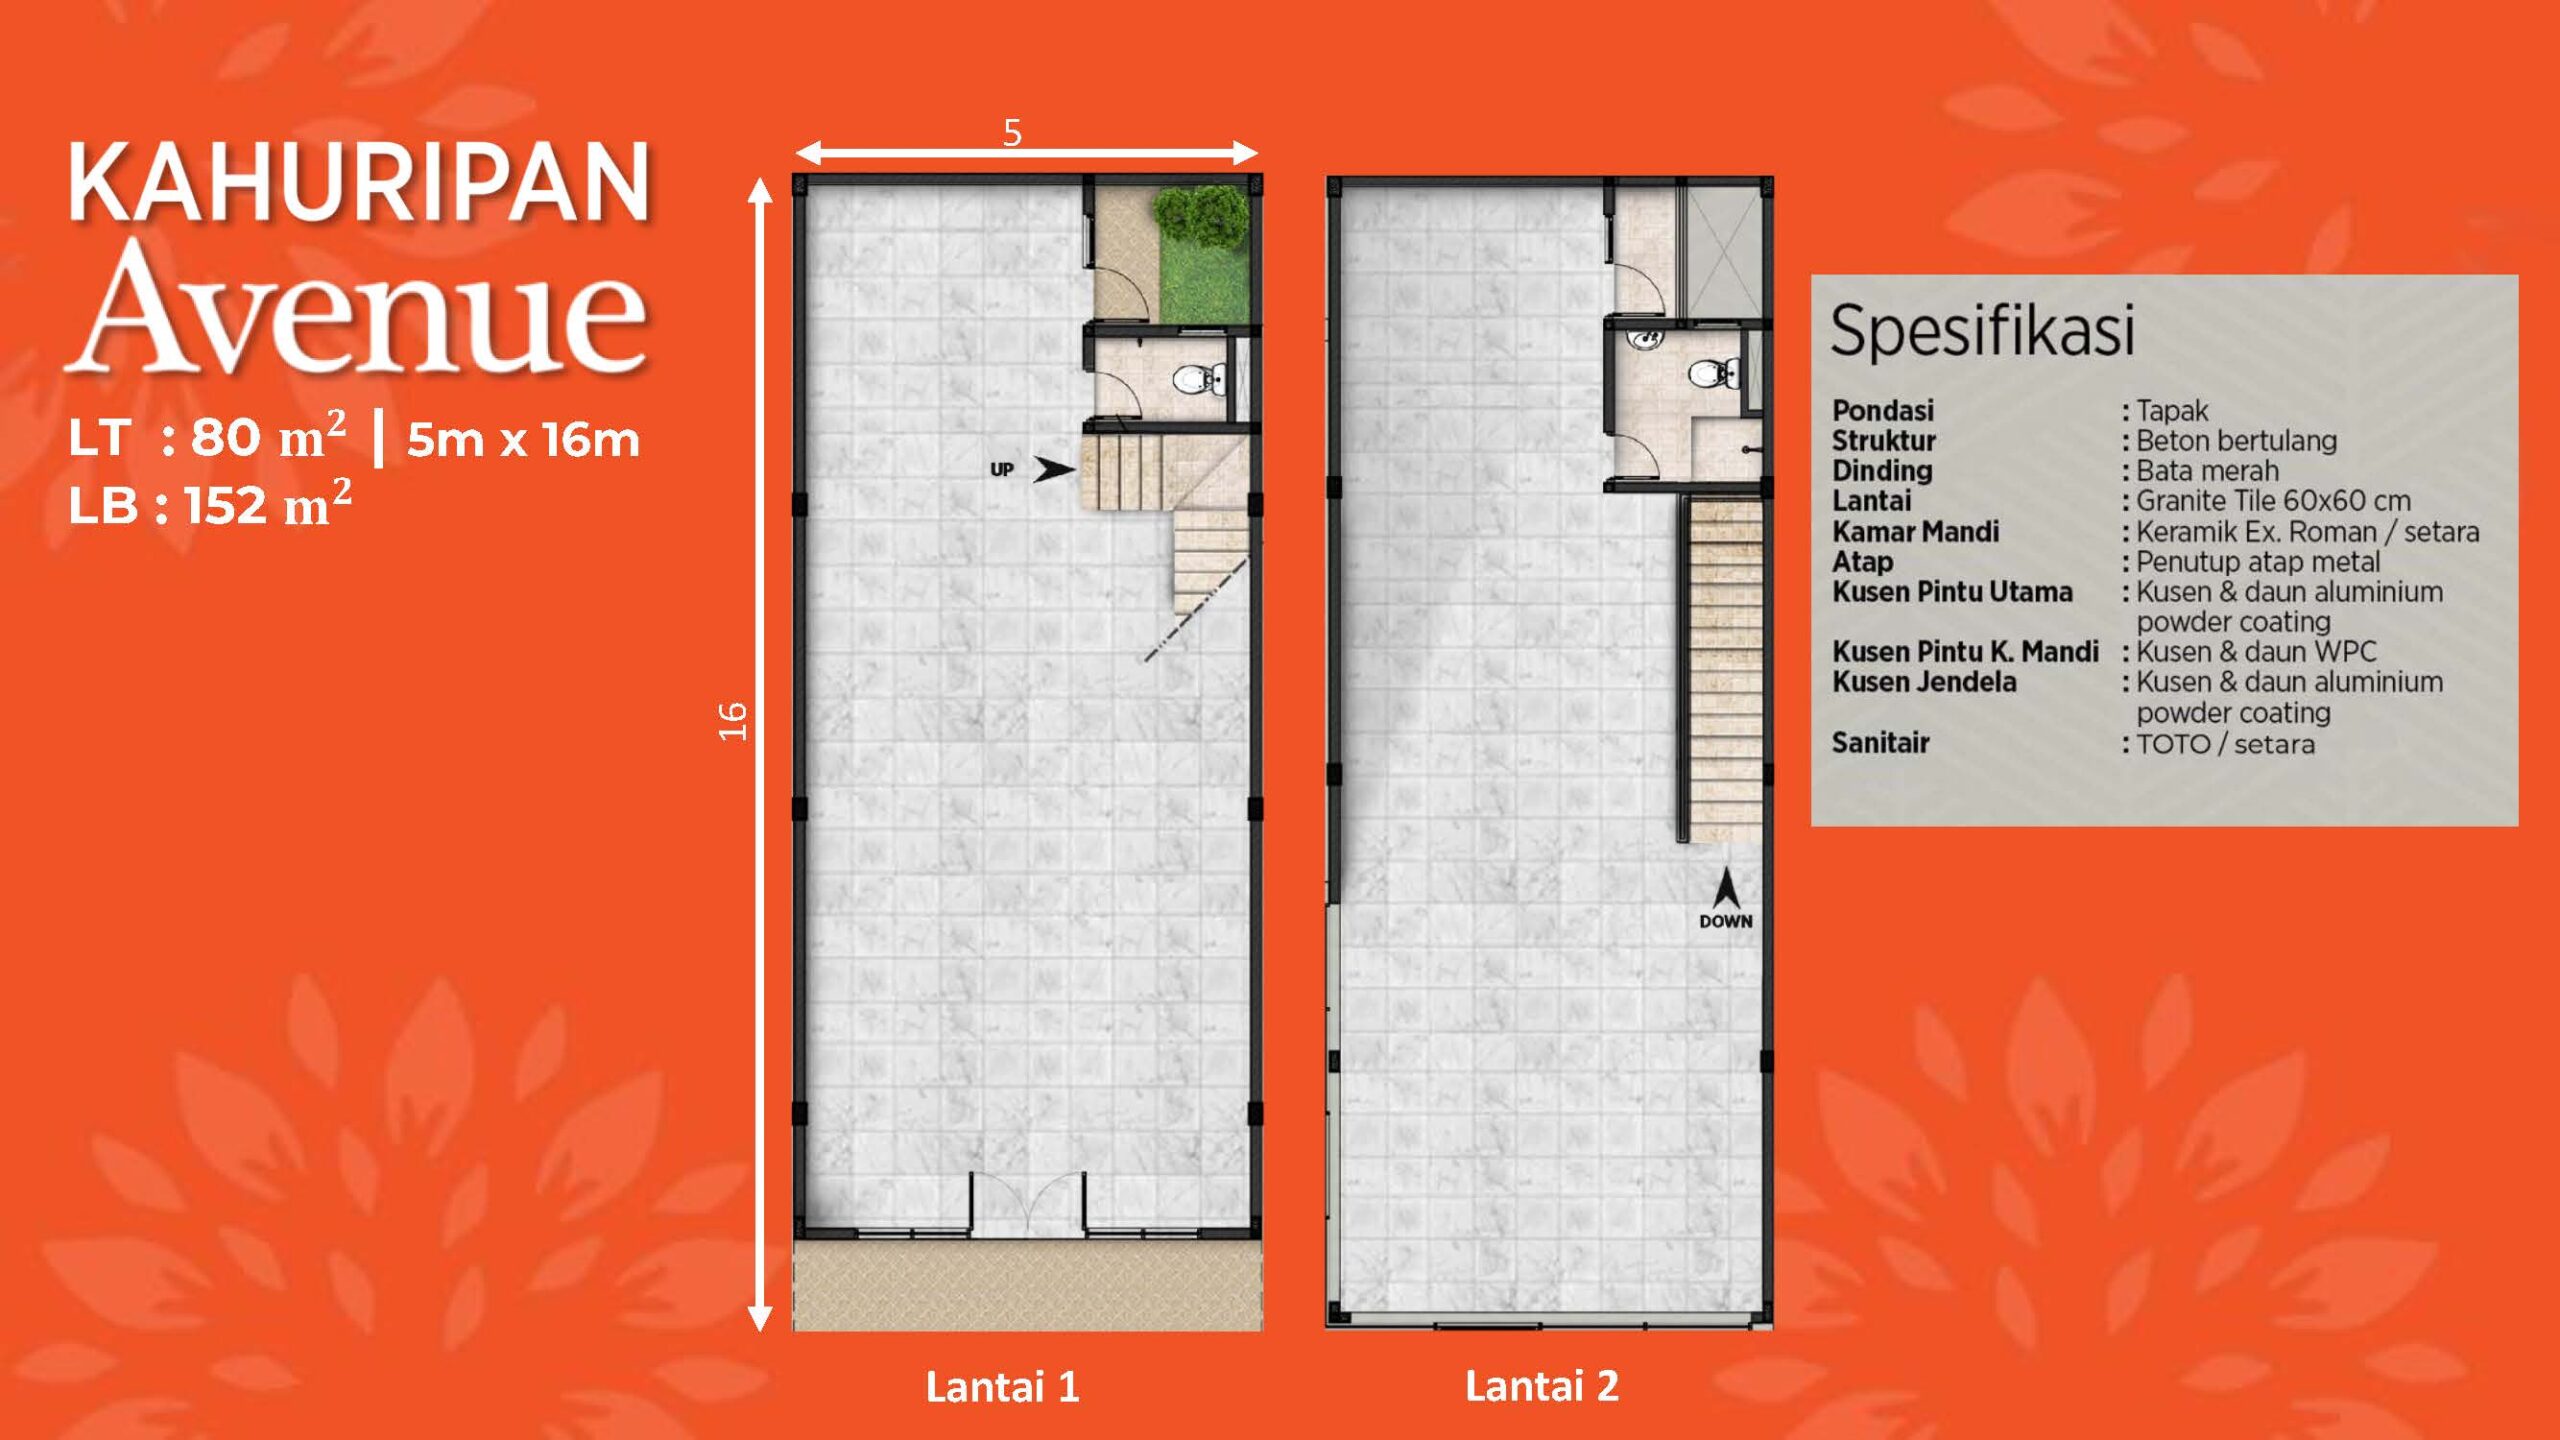 KAHURIPAN
Avenue
LT : 80 m² | 5m x 16m
LB : 152 m²
5
16
UP
DOWN
Lantai 1
Lantai 2
Spesifikasi
Pondasi : Tapak
Struktur : Beton bertulang
Dinding : Bata merah
Lantai : Granite Tile 60x60 cm
Kamar Mandi : Keramik Ex. Roman / setara
Atap : Penutup atap metal
Kusen Pintu Utama : Kusen & daun aluminium
powder coating
Kusen Pintu K. Mandi : Kusen & daun WPC
Kusen Jendela : Kusen & daun aluminium
powder coating
Sanitair : TOTO / setara